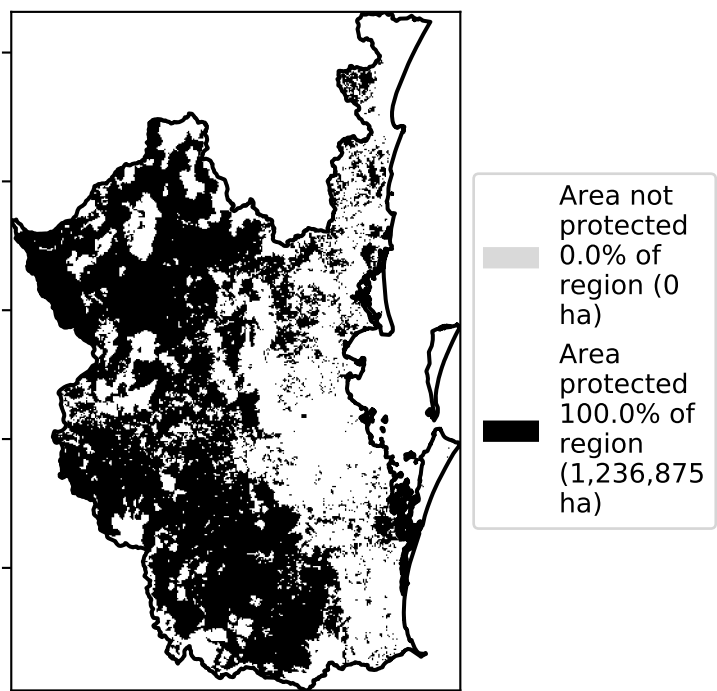 Area not
protected
0.0% of
region (0
ha)
Area
protected
100.0% of
region
(1,236,875
ha)